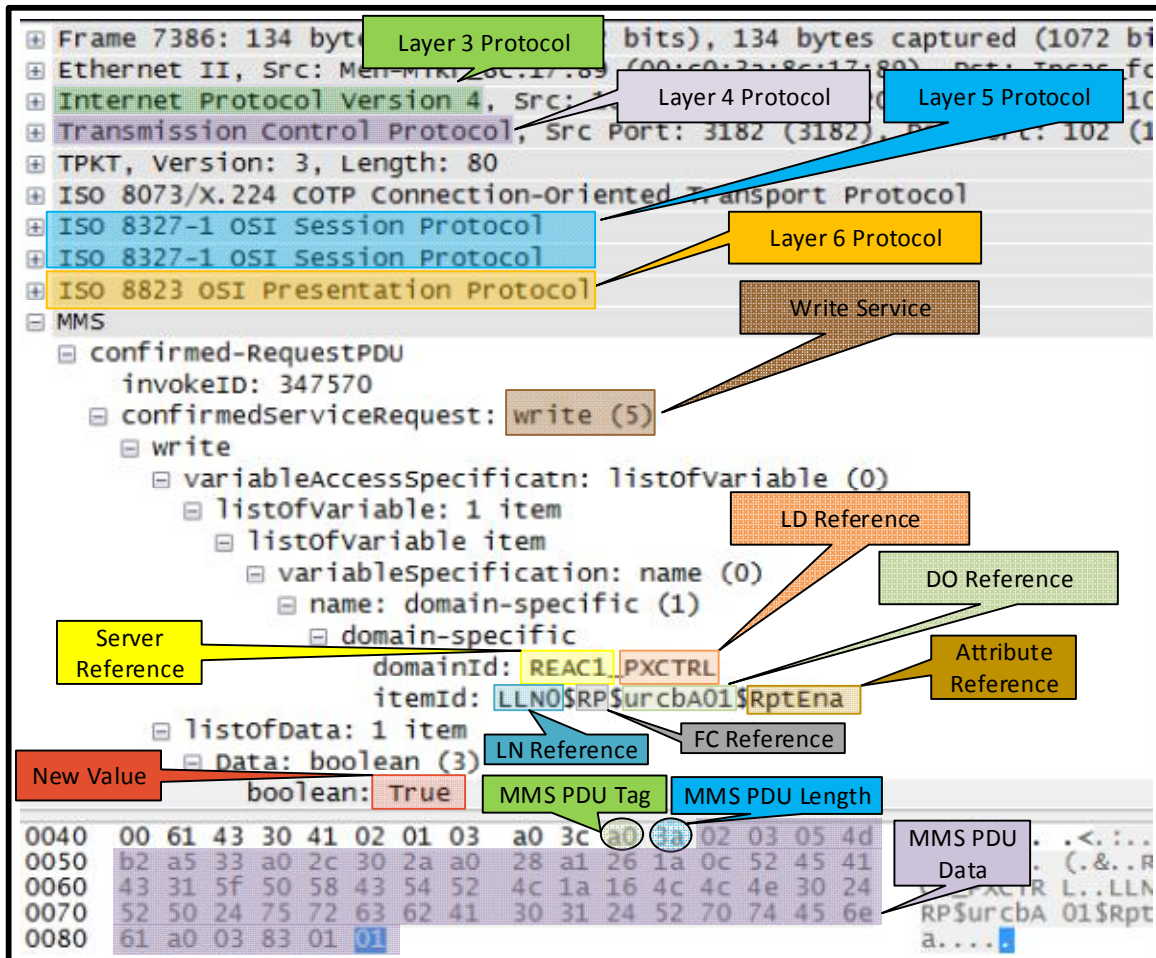 Frame 7386: 134 byt bits), 134 bytes captured (1072 bi
Layer 3 Protocol
Ethernet II, Src:
Layer 4 Protocol
Layer 5 Protocol
Internet Protocol Version 4, Src:
Transmission Control Protocol, Src Port: 3182 (3182), 102 (1
TPKT, Version: 3, Length: 80
ISO 8073/X.224 COTP Connection-Oriented Transport Protocol
ISO 8327-1 OSI Session Protocol
Layer 6 Protocol
ISO 8327-1 OSI Session Protocol
ISO 8823 OSI Presentation Protocol
Write Service
MMS
confirmed-RequestPDU
invokeID: 347570
confirmedServiceRequest: write (5)
write
variableAccessSpecificatn: listOfVariable (0)
listOfVariable: 1 item
LD Reference
listOfVariable item
variableSpecification: name (0)
DO Reference
name: domain-specific (1)
Server Reference
domain-specific
Attribute Reference
domainId: REAC1_PXCTRL
itemId: LLN0$RP$urcbA01$RptEna
listOfData: 1 item
LN Reference
FC Reference
Data: boolean (3)
New Value
boolean: True
MMS PDU Tag
MMS PDU Length
0040 00 61 43 30 41 02 01 03 a0 3c a0 3a 02 03 05 4d . .<.:...
0050 b2 a5 33 a0 2c 30 2a a0 28 a1 26 1a 0c 52 45 41 (.&..R
MMS PDU Data
0060 43 31 5f 50 58 43 54 52 4c 1a 16 4c 4c 4e 30 24 _PXCTR L..LLN
0070 52 50 24 75 72 63 62 41 30 31 24 52 70 74 45 6e RP$urcbA 01$Rpt
0080 61 a0 03 83 01 01 a.....